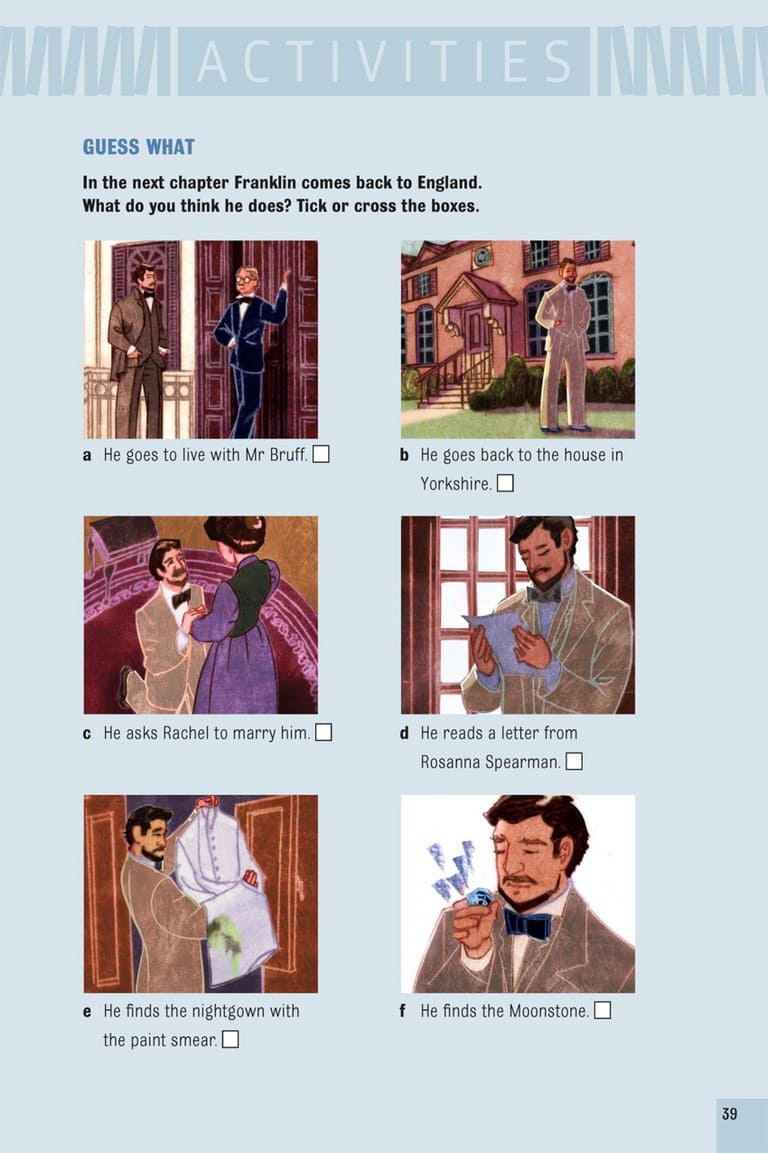 ACTIVITIES
GUESS WHAT
In the next chapter Franklin comes back to England.
What do you think he does? Tick or cross the boxes.
a He goes to live with Mr Bruff.
b He goes back to the house in
Yorkshire.
c He asks Rachel to marry him.
d He reads a letter from
Rosanna Spearman.
e He finds the nightgown with
the paint smear.
f He finds the Moonstone.
39